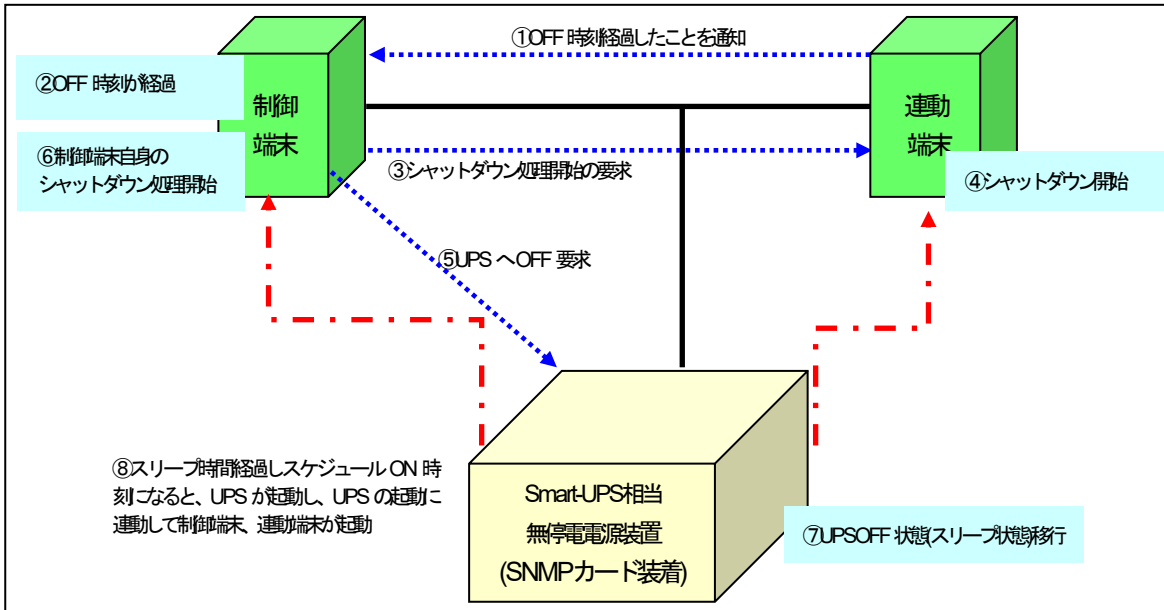 ①OFF 時刻経過したことを通知
②OFF 時刻が経過
制御
端末
連動
端末
⑥制御端末自身の
シャットダウン処理開始
③シャットダウン処理開始の要求
④シャットダウン開始
⑤UPS へOFF 要求
⑧スリープ時間経過しスケジュール ON 時
刻になると、UPS が起動し、UPS の起動に
連動して制御端末、連動端末が起動
Smart-UPS相当
無停電電源装置
(SNMPカード装着)
⑦UPSOFF 状態(スリープ状態)移行